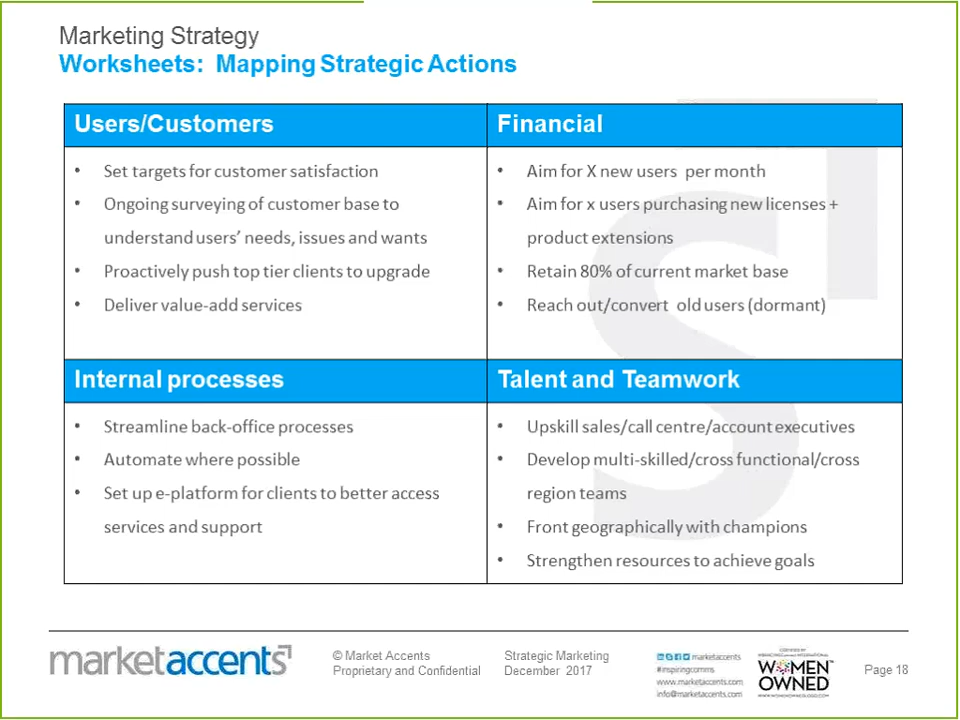 Marketing Strategy
Worksheets: Mapping Strategic Actions
Users/Customers
• Set targets for customer satisfaction
• Ongoing surveying of customer base to
understand users’ needs, issues and wants
• Proactively push top tier clients to upgrade
• Deliver value-add services
Financial
• Aim for X new users per month
• Aim for x users purchasing new licenses +
product extensions
• Retain 80% of current market base
• Reach out/convert old users (dormant)
Internal processes
• Streamline back-office processes
• Automate where possible
• Set up e-platform for clients to better access
services and support
Talent and Teamwork
• Upskill sales/call centre/account executives
• Develop multi-skilled/cross functional/cross
region teams
• Front geographically with champions
• Strengthen resources to achieve goals
marketaccents
© Market Accents
Proprietary and Confidential
Strategic Marketing
December 2017
marketaccents
#inspiringcomms
www.marketaccents.com
info@marketaccents.com
WOMEN
OWNED
Page 18